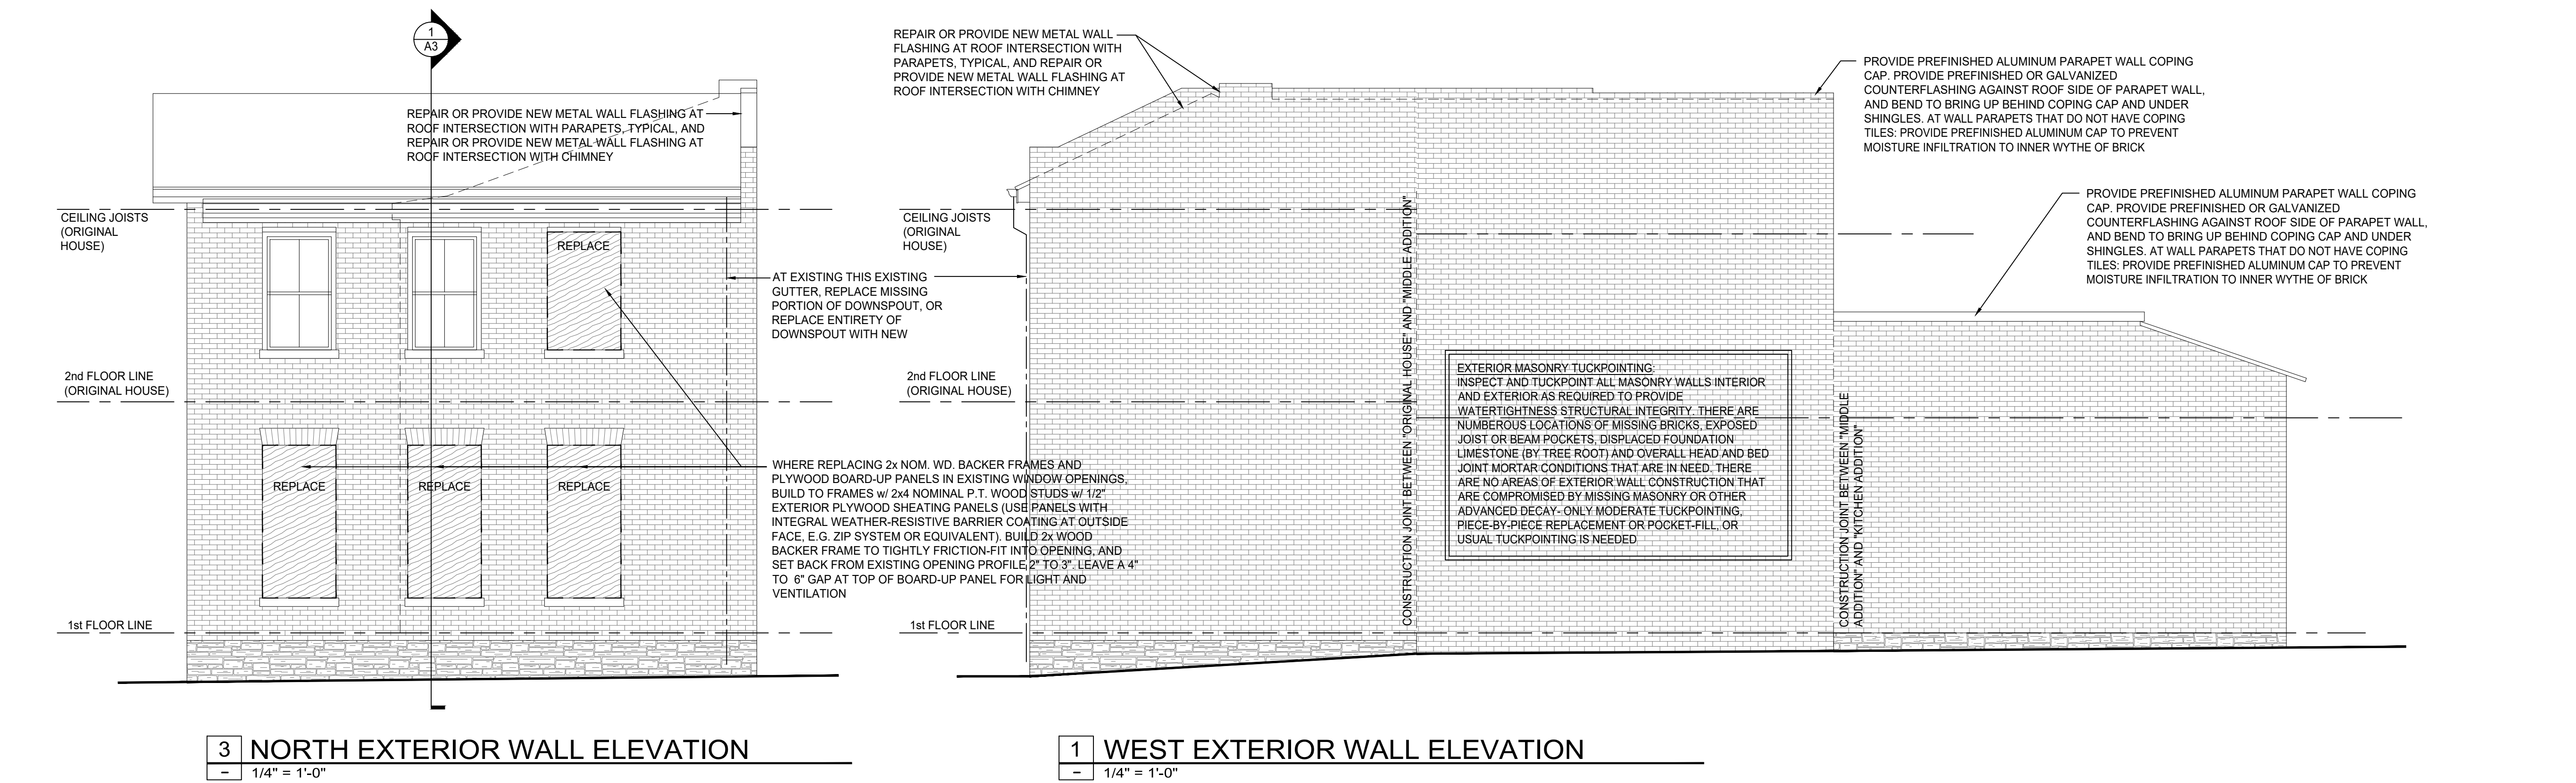 1
A3
REPAIR OR PROVIDE NEW METAL WALL FLASHING AT
ROOF INTERSECTION WITH PARAPETS, TYPICAL, AND
REPAIR OR PROVIDE NEW METAL WALL FLASHING AT
ROOF INTERSECTION WITH CHIMNEY
CEILING JOISTS
(ORIGINAL
HOUSE)
REPLACE
2nd FLOOR LINE
(ORIGINAL HOUSE)
REPLACE
REPLACE
REPLACE
1st FLOOR LINE
AT EXISTING THIS EXISTING
GUTTER, REPLACE MISSING
PORTION OF DOWNSPOUT, OR
REPLACE ENTIRETY OF
DOWNSPOUT WITH NEW
WHERE REPLACING 2x NOM. WD. BACKER FRAMES AND
PLYWOOD BOARD-UP PANELS IN EXISTING WINDOW OPENINGS,
BUILD TO FRAMES w/ 2x4 NOMINAL P.T. WOOD STUDS w/ 1/2"
EXTERIOR PLYWOOD SHEATING PANELS (USE PANELS WITH
INTEGRAL WEATHER-RESISTIVE BARRIER COATING AT OUTSIDE
FACE, E.G. ZIP SYSTEM OR EQUIVALENT). BUILD 2x WOOD
BACKER FRAME TO TIGHTLY FRICTION-FIT INTO OPENING, AND
SET BACK FROM EXISTING OPENING PROFILE 2" TO 3". LEAVE A 4"
TO 6" GAP AT TOP OF BOARD-UP PANEL FOR LIGHT AND
VENTILATION
3 NORTH EXTERIOR WALL ELEVATION
– 1/4" = 1'-0"
REPAIR OR PROVIDE NEW METAL WALL
FLASHING AT ROOF INTERSECTION WITH
PARAPETS, TYPICAL, AND REPAIR OR
PROVIDE NEW METAL WALL FLASHING AT
ROOF INTERSECTION WITH CHIMNEY
CEILING JOISTS
(ORIGINAL
HOUSE)
2nd FLOOR LINE
(ORIGINAL HOUSE)
1st FLOOR LINE
CONSTRUCTION JOINT BETWEEN "ORIGINAL HOUSE" AND "MIDDLE ADDITION"
EXTERIOR MASONRY TUCKPOINTING:
INSPECT AND TUCKPOINT ALL MASONRY WALLS INTERIOR
AND EXTERIOR AS REQUIRED TO PROVIDE
WATERTIGHTNESS STRUCTURAL INTEGRITY. THERE ARE
NUMBEROUS LOCATIONS OF MISSING BRICKS, EXPOSED
JOIST OR BEAM POCKETS, DISPLACED FOUNDATION
LIMESTONE (BY TREE ROOT) AND OVERALL HEAD AND BED
JOINT MORTAR CONDITIONS THAT ARE IN NEED. THERE
ARE NO AREAS OF EXTERIOR WALL CONSTRUCTION THAT
ARE COMPROMISED BY MISSING MASONRY OR OTHER
ADVANCED DECAY- ONLY MODERATE TUCKPOINTING,
PIECE-BY-PIECE REPLACEMENT OR POCKET-FILL, OR
USUAL TUCKPOINTING IS NEEDED
CONSTRUCTION JOINT BETWEEN "MIDDLE
ADDITION" AND "KITCHEN ADDITION"
PROVIDE PREFINISHED ALUMINUM PARAPET WALL COPING
CAP. PROVIDE PREFINISHED OR GALVANIZED
COUNTERFLASHING AGAINST ROOF SIDE OF PARAPET WALL,
AND BEND TO BRING UP BEHIND COPING CAP AND UNDER
SHINGLES. AT WALL PARAPETS THAT DO NOT HAVE COPING
TILES: PROVIDE PREFINISHED ALUMINUM CAP TO PREVENT
MOISTURE INFILTRATION TO INNER WYTHE OF BRICK
PROVIDE PREFINISHED ALUMINUM PARAPET WALL COPING
CAP. PROVIDE PREFINISHED OR GALVANIZED
COUNTERFLASHING AGAINST ROOF SIDE OF PARAPET WALL,
AND BEND TO BRING UP BEHIND COPING CAP AND UNDER
SHINGLES. AT WALL PARAPETS THAT DO NOT HAVE COPING
TILES: PROVIDE PREFINISHED ALUMINUM CAP TO PREVENT
MOISTURE INFILTRATION TO INNER WYTHE OF BRICK
1 WEST EXTERIOR WALL ELEVATION
– 1/4" = 1'-0"